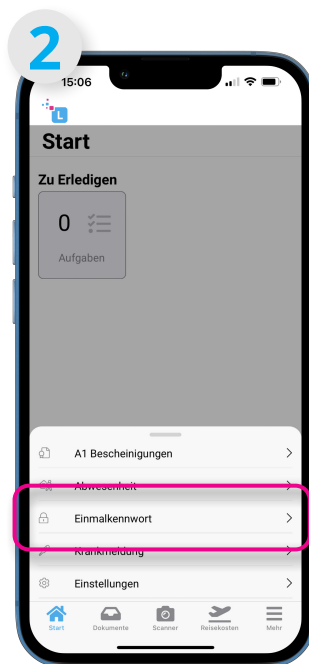 2
15:06
L
Start
Zu Erledigen
0
Aufgaben
A1 Bescheinigungen
Abwesenheit
Einmalkennwort
Krankmeldung
Einstellungen
Start Dokumente Scanner Reisekosten Mehr